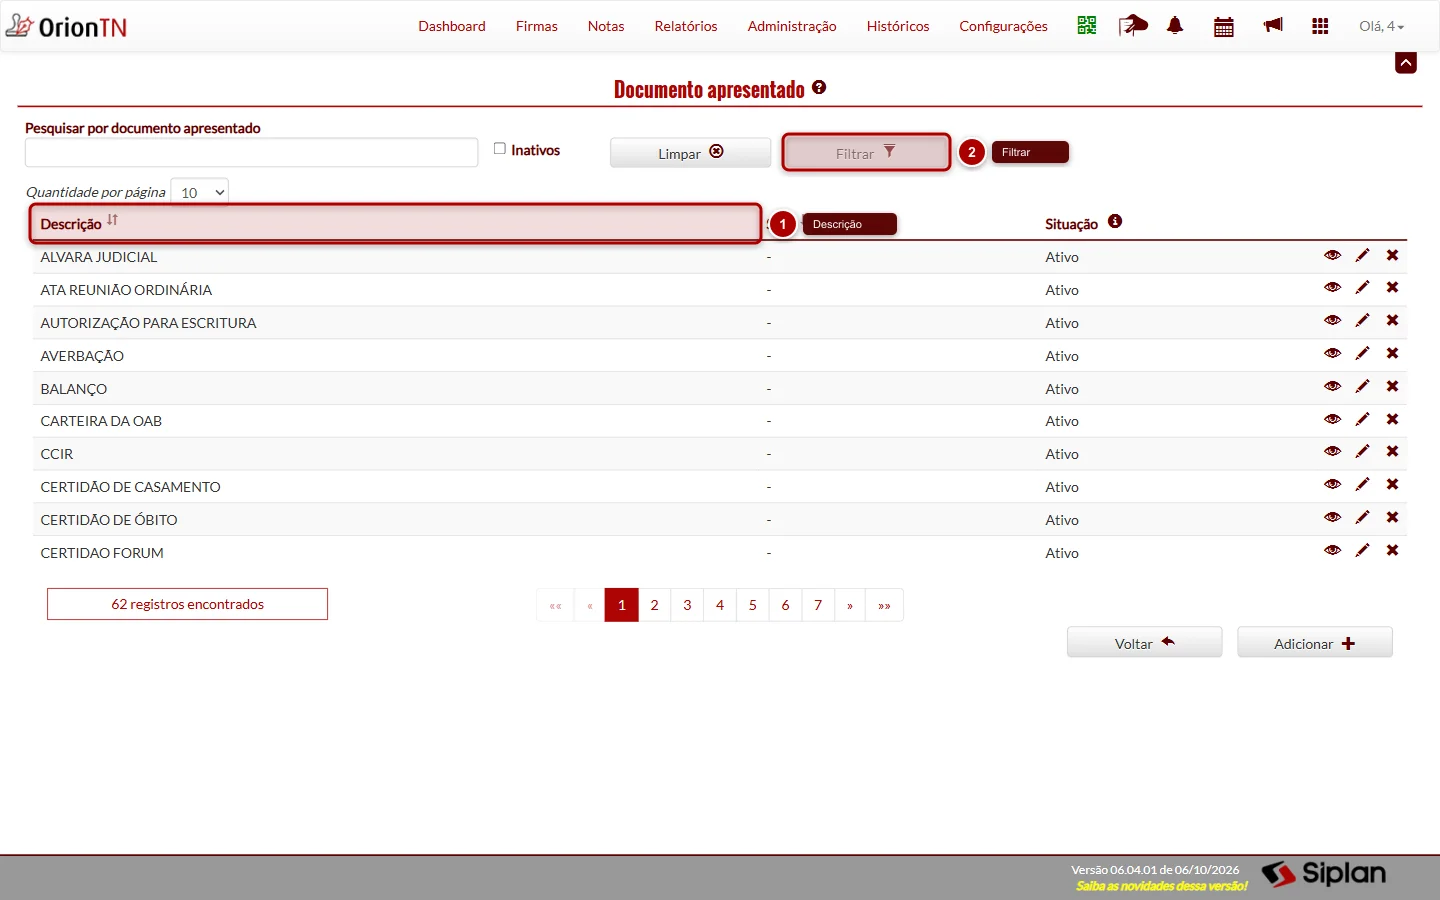 OrionTN
Dashboard Firmas Notas Relatórios Administração Históricos Configurações Olá, 4
Documento apresentado
Pesquisar por documento apresentado
Inativos
Limpar
Filtrar
2
Filtrar
Quantidade por página 10
Descrição
1
Descrição
Situação
ALVARA JUDICIAL - Ativo
ATA REUNIÃO ORDINÁRIA - Ativo
AUTORIZAÇÃO PARA ESCRITURA - Ativo
AVERBAÇÃO - Ativo
BALANÇO - Ativo
CARTEIRA DA OAB - Ativo
CCIR - Ativo
CERTIDÃO DE CASAMENTO - Ativo
CERTIDÃO DE ÓBITO - Ativo
CERTIDAO FORUM - Ativo
62 registros encontrados
«« « 1 2 3 4 5 6 7 » »»
Voltar
Adicionar
Versão 06.04.01 de 06/10/2026
Saiba as novidades dessa versão!
Siplan